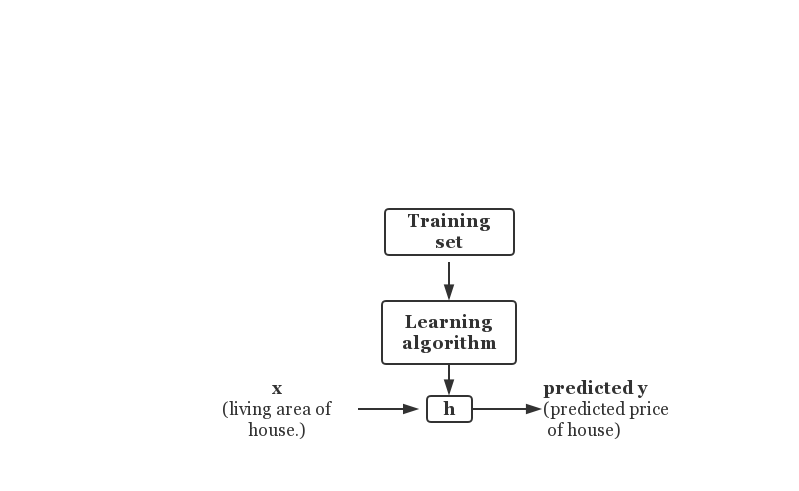 Training
set
Learning
algorithm
x
(living area of
house.)
h
predicted y
(predicted price
of house)